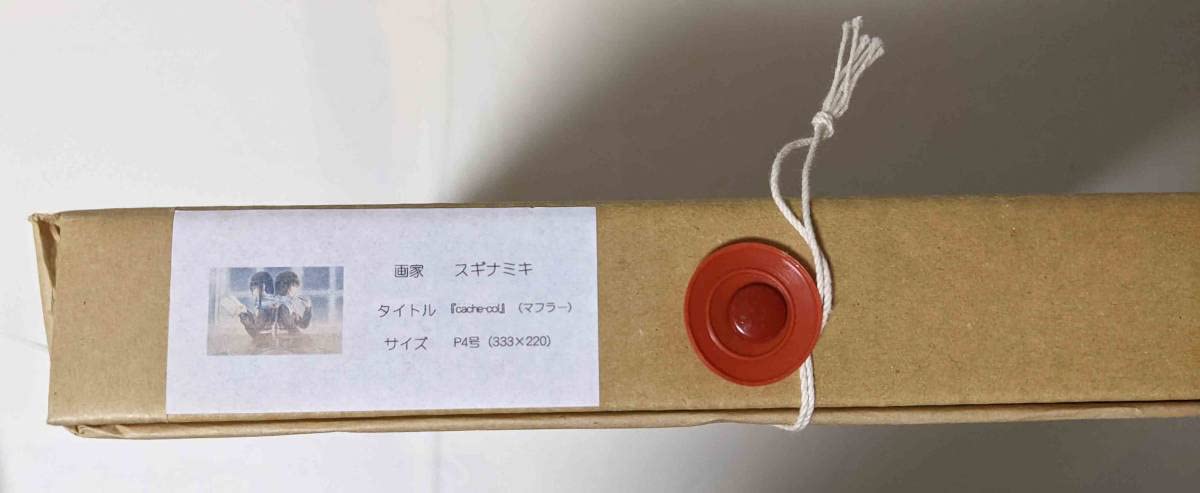 画家 スギナミキ
タイトル 『cache-col』（マフラー）
サイズ P4号（333×220）